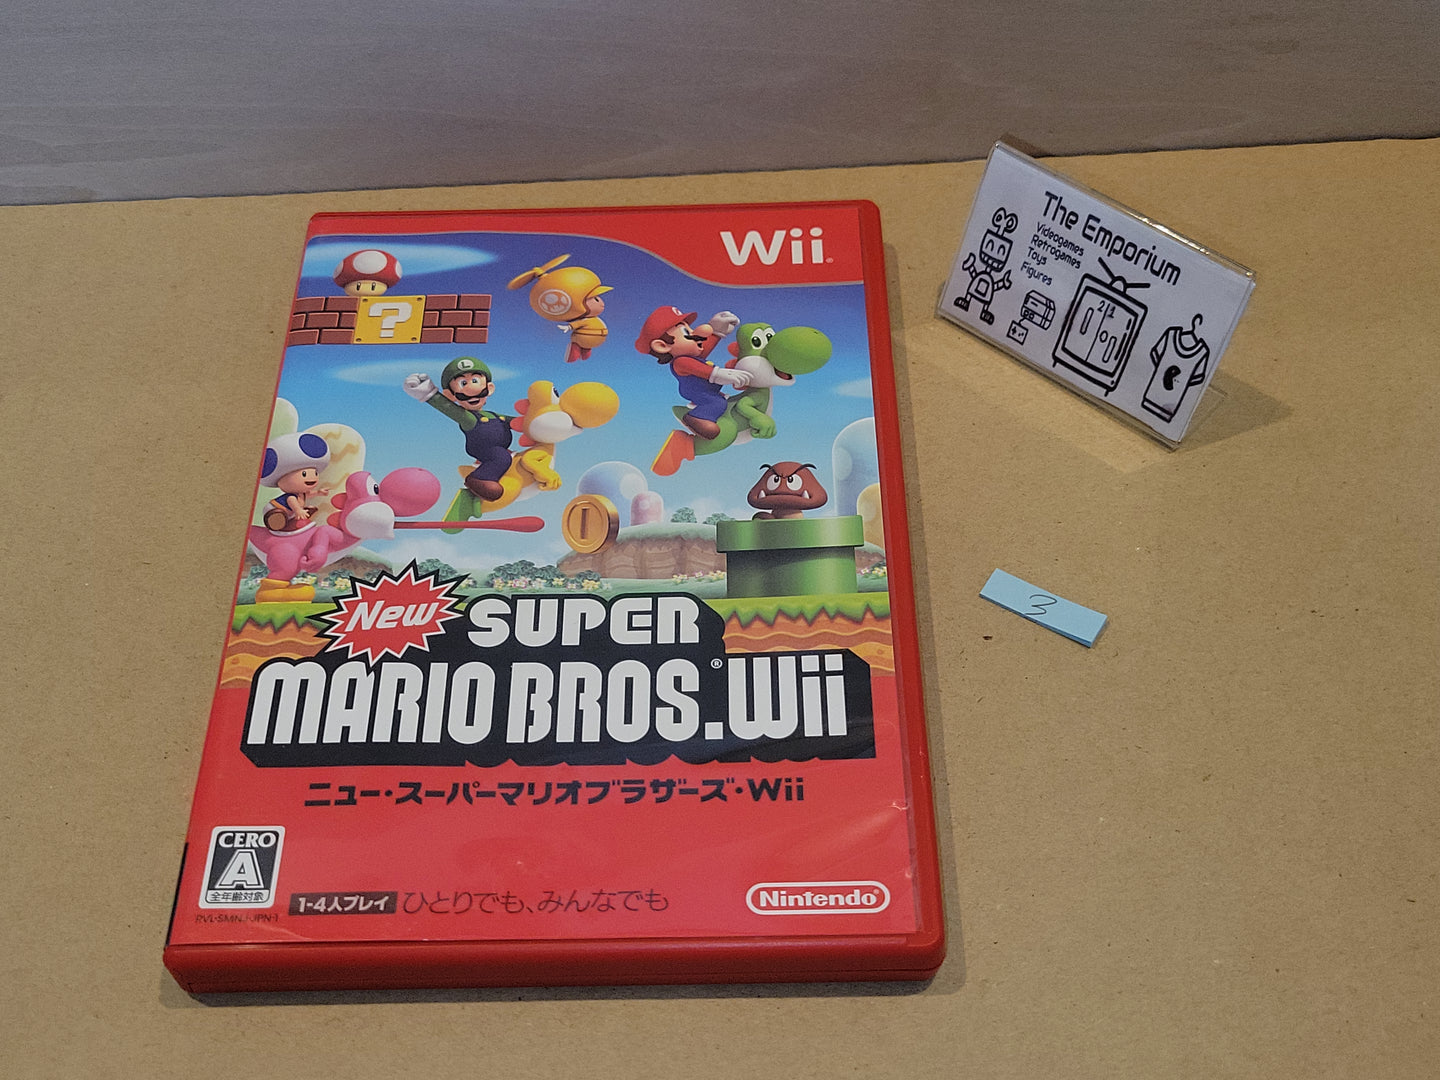 Wii
?
L
M
New SUPER
MARIO BROS.® Wii
ニュー・スーパーマリオブラザーズ・Wii
CERO
A
全年齢対象
1-4人プレイ ひとりでも、みんなでも
Nintendo®
The Emporium
Videogames
Retrogames
Toys
Figures
21
3